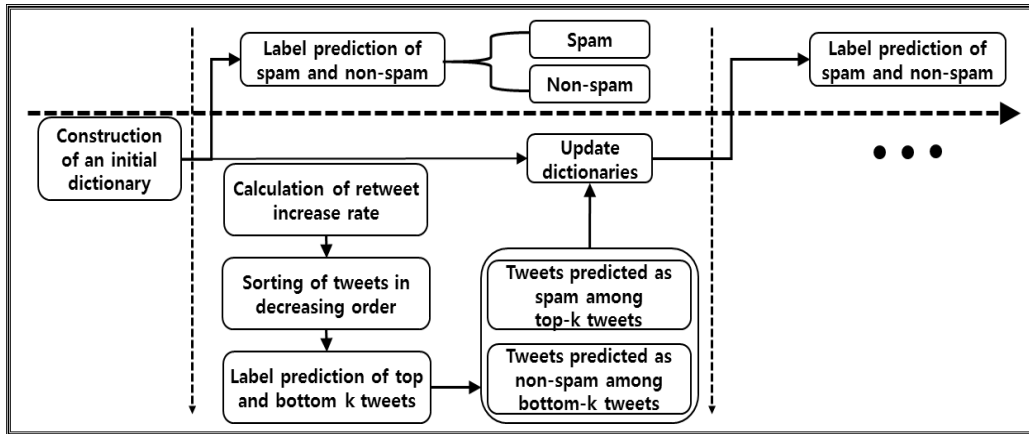 Construction
of an initial
dictionary
Label prediction of
spam and non-spam
Spam
Non-spam
Update
dictionaries
Calculation of retweet
increase rate
Sorting of tweets in
decreasing order
Label prediction of top
and bottom k tweets
Tweets predicted as
spam among
top-k tweets
Tweets predicted as
non-spam among
bottom-k tweets
Label prediction of
spam and non-spam